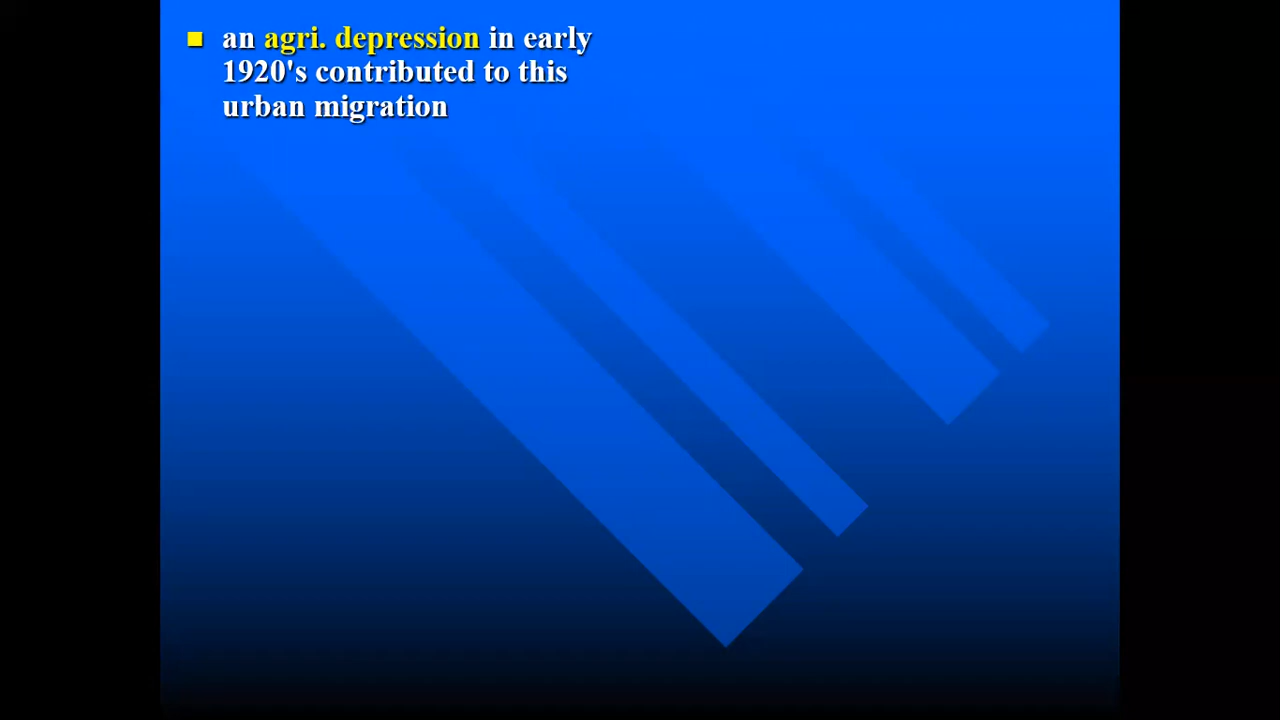 an agri. depression in early
1920's contributed to this
urban migration